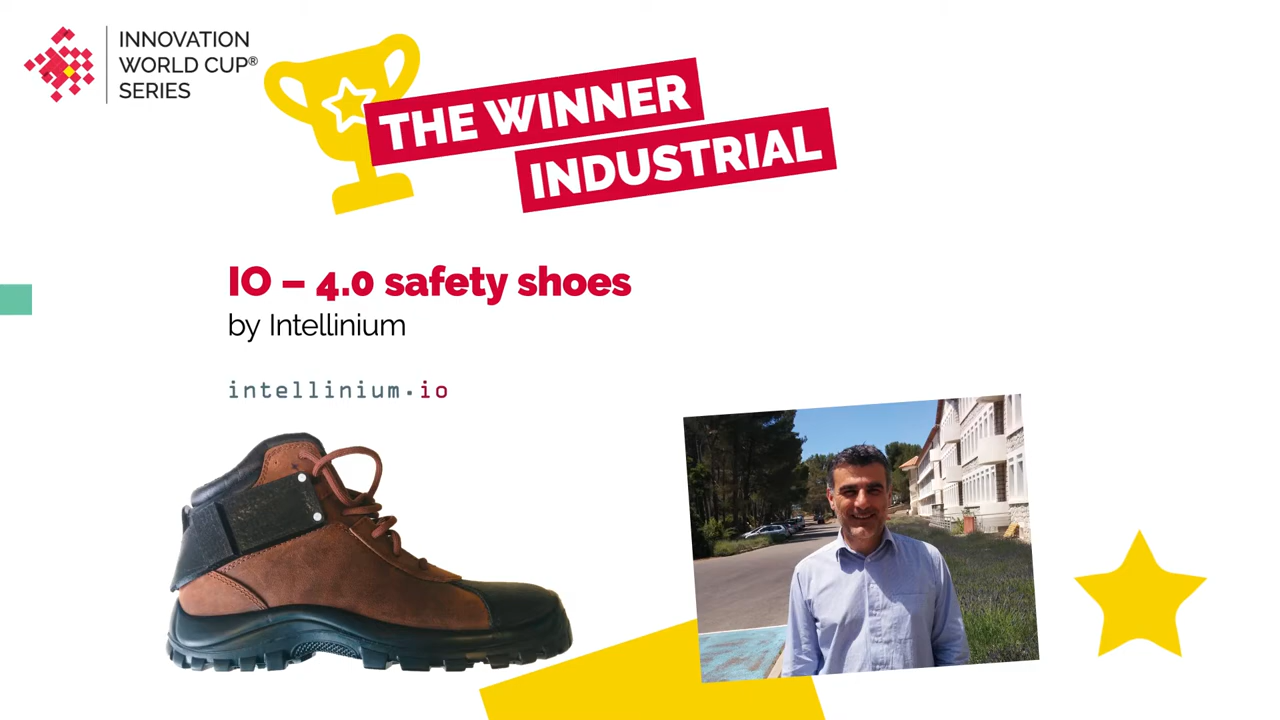 INNOVATION
WORLD CUP®
SERIES
THE WINNER
INDUSTRIAL
IO – 4.0 safety shoes
by Intellinium
intellinium.io